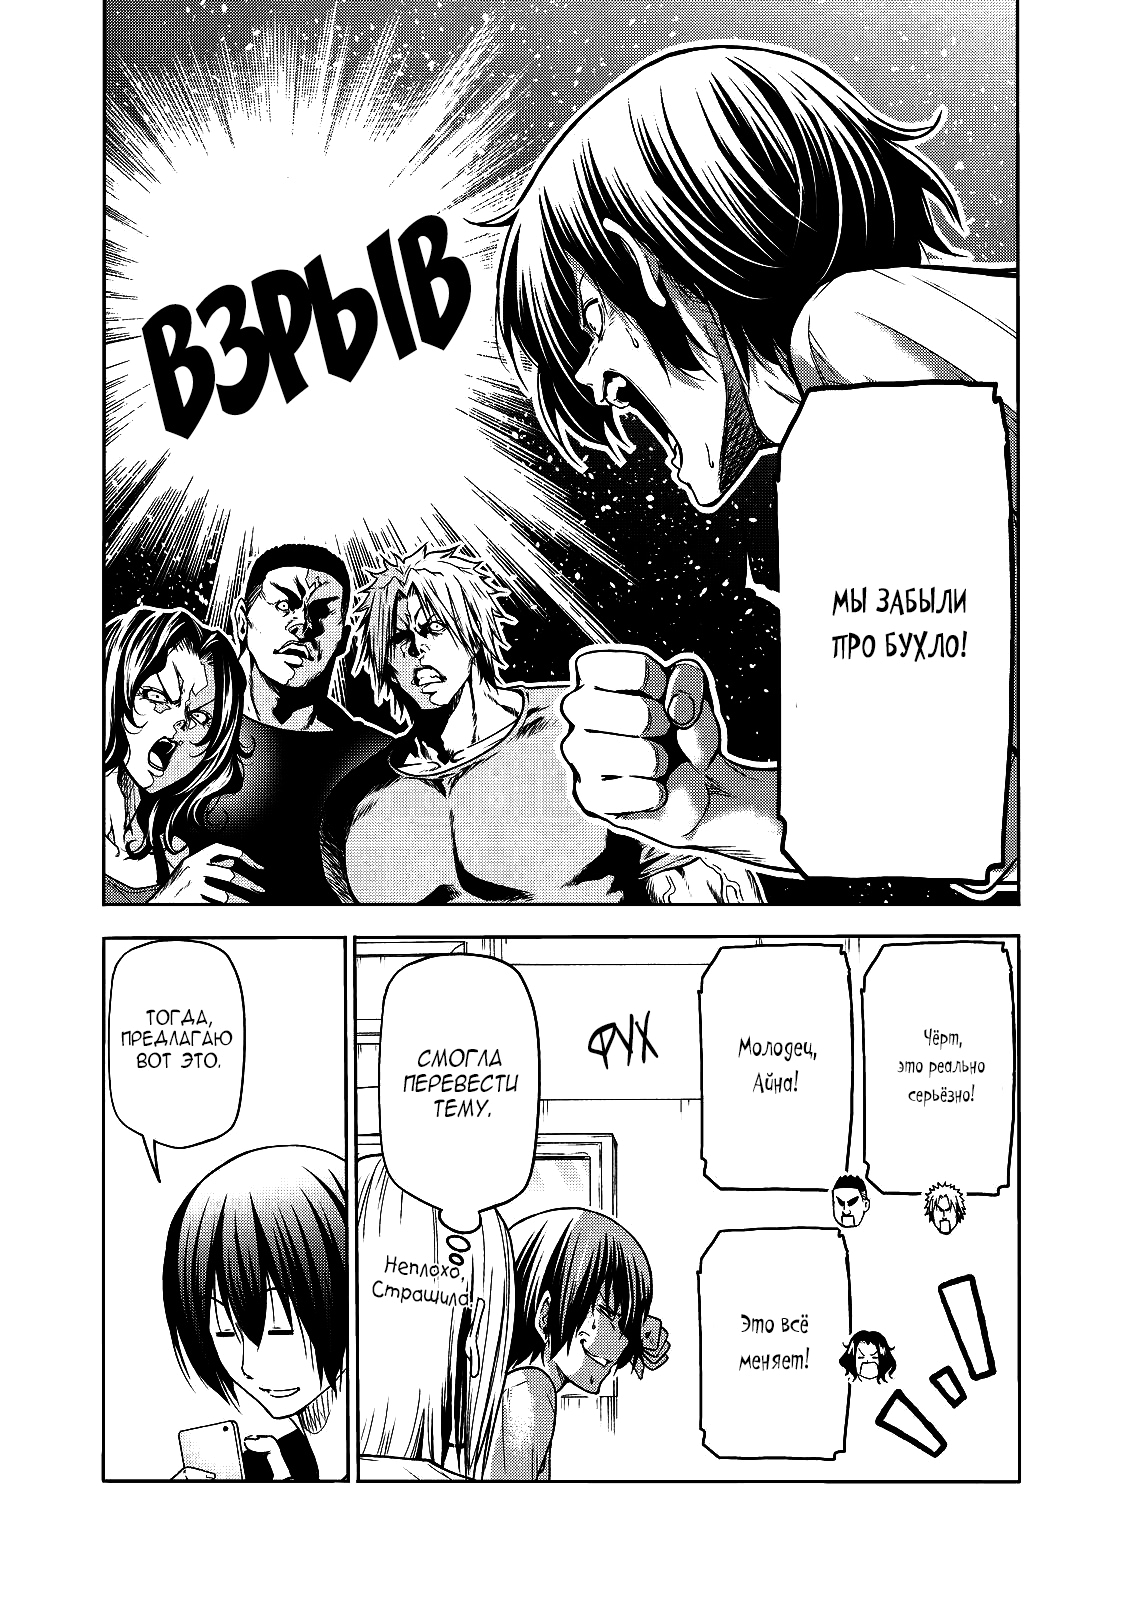 МЫ ЗАБЫЛИ
ПРО БУХЛО!
ВЗРЫВ
Чёрт,
это реально
серьёзно!
Молодец,
Айна!
Это всё
меняет!
ФУХ
СМОГЛА
ПЕРЕВЕСТИ
ТЕМУ.
Неплохо,
Страшила!
ТОГДА,
ПРЕДЛАГАЮ
ВОТ ЭТО.